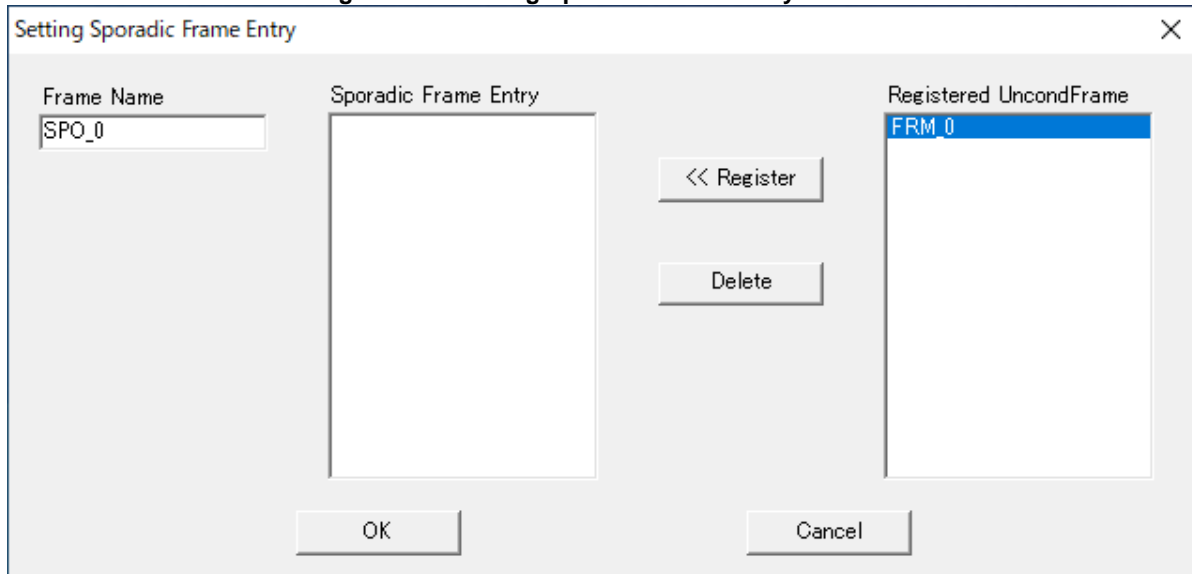 Setting Sporadic Frame Entry
Frame Name
SPO_0
Sporadic Frame Entry
<< Register
Delete
Registered UncondFrame
FRM_0
OK
Cancel